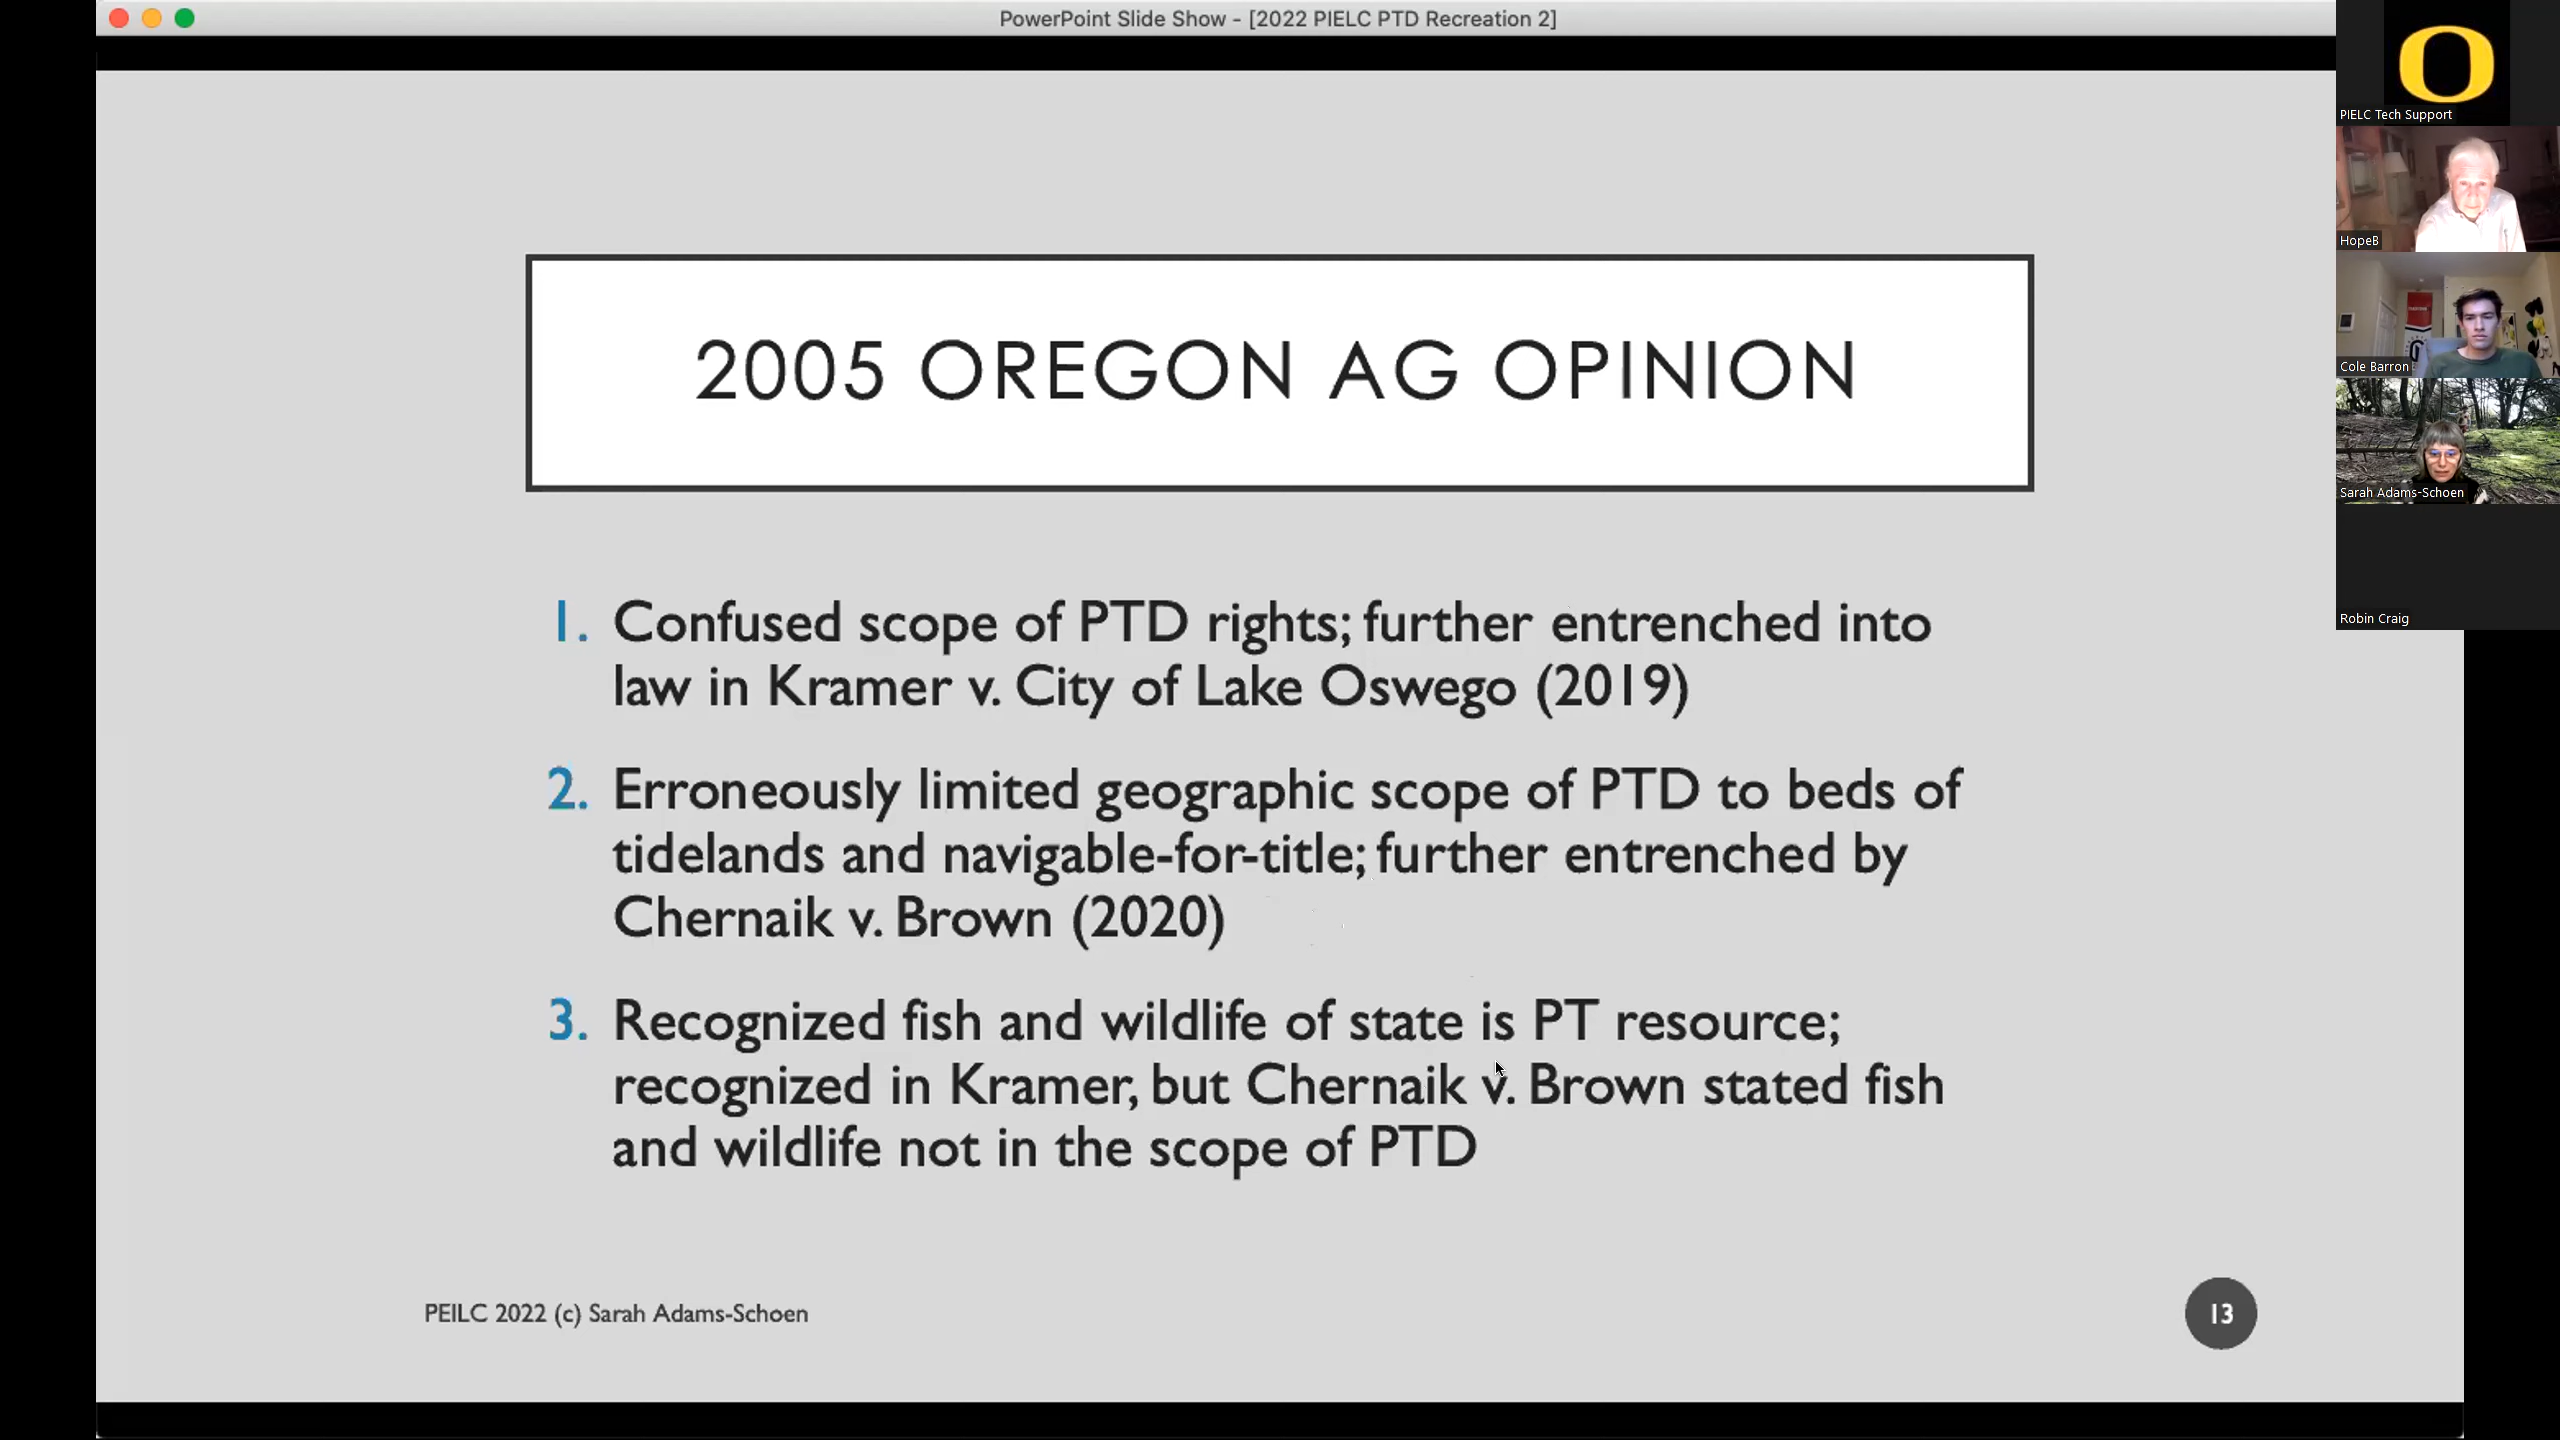 PowerPoint Slide Show - [2022 PIELC PTD Recreation 2]
2005 OREGON AG OPINION
1. Confused scope of PTD rights; further entrenched into
law in Kramer v. City of Lake Oswego (2019)
2. Erroneously limited geographic scope of PTD to beds of
tidelands and navigable-for-title; further entrenched by
Chernaik v. Brown (2020)
3. Recognized fish and wildlife of state is PT resource;
recognized in Kramer, but Chernaik v. Brown stated fish
and wildlife not in the scope of PTD
PEILC 2022 (c) Sarah Adams-Schoen
13
O
PIELC Tech Support
HopeB
Cole Barron
Sarah Adams-Schoen
Robin Craig